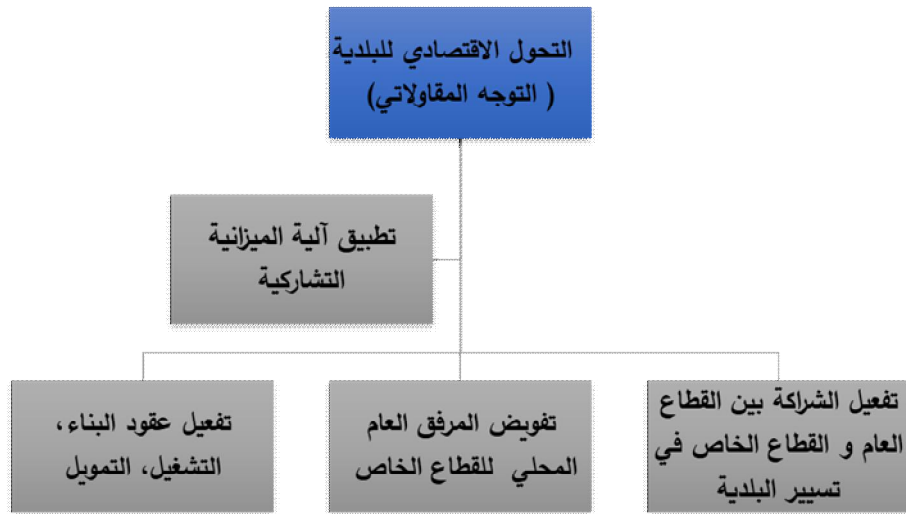 التحول الاقتصادي للبلدية
( التوجه المقاولاتي)
تطبيق آلية الميزانية
التشاركية
تفعيل الشراكة بين القطاع
العام و القطاع الخاص في
تسيير البلدية
تفويض المرفق العام
المحلي للقطاع الخاص
تفعيل عقود البناء،
التشغيل، التمويل